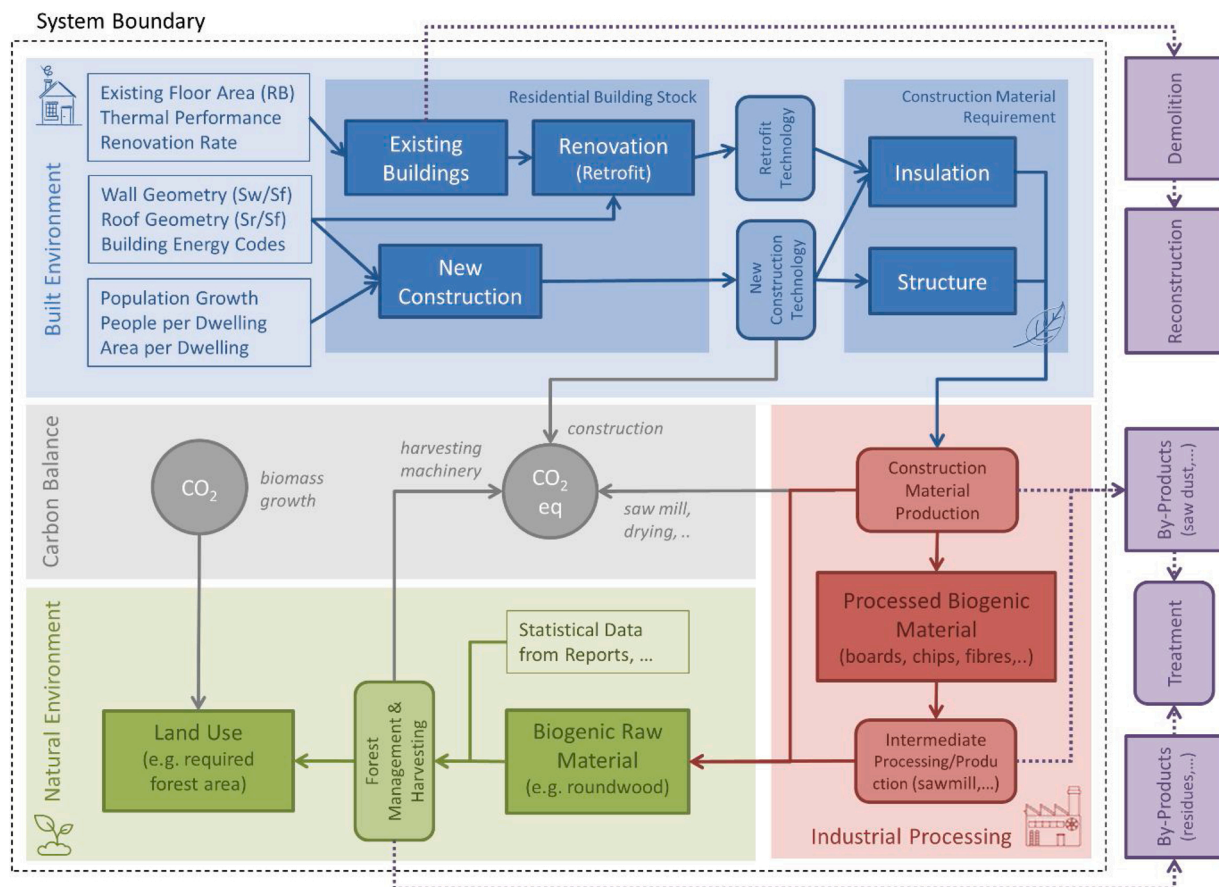 System Boundary
Built Environment
Existing Floor Area (RB)
Thermal Performance
Renovation Rate
Wall Geometry (Sw/Sf)
Roof Geometry (Sr/Sf)
Building Energy Codes
Population Growth
People per Dwelling
Area per Dwelling
Residential Building Stock
Existing
Buildings
Renovation
(Retrofit)
New
Construction
Retrofit
Technology
New
Construction
Technology
Construction Material
Requirement
Insulation
Structure
Demolition
Reconstruction
Carbon Balance
CO2
biomass
growth
harvesting
machinery
construction
CO2
eq
saw mill,
drying, ..
Construction
Material
Production
Processed Biogenic
Material
(boards, chips, fibres,..)
Intermediate
Processing/Produ
ction (sawmill,...)
Industrial Processing
Natural Environment
Statistical Data
from Reports, ...
Land Use
(e.g. required
forest area)
Forest
Management &
Harvesting
Biogenic Raw
Material
(e.g. roundwood)
By-Products
(saw dust,...)
Treatment
By-Products
(residues,...)